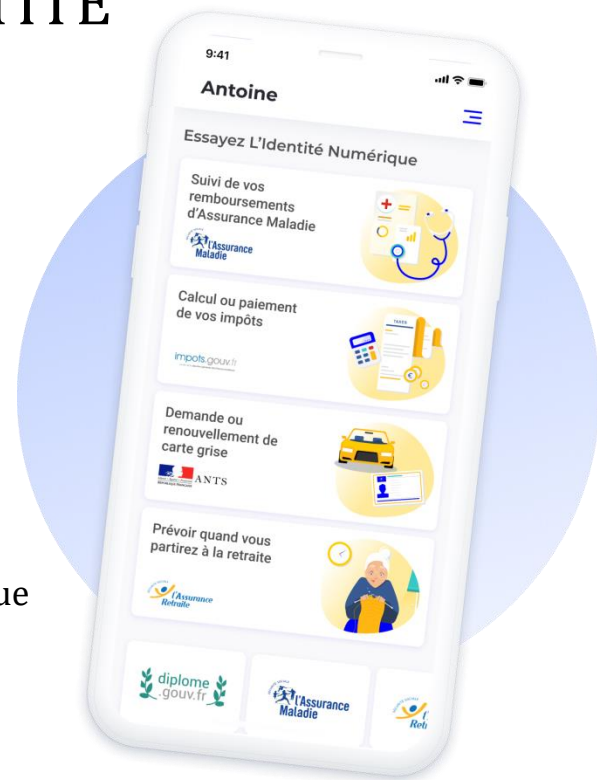 9:41
Antoine
Essayez L'Identité Numérique
Suivi de vos
remboursements
d'Assurance Maladie
l'Assurance
Maladie
Calcul ou paiement
de vos impôts
TAXES
impots.gouv.fr
Demande ou
renouvellement de
carte grise
ANTS
Prévoir quand vous
partirez à la retraite
l'Assurance
Retraite
diplome
.gouv.fr
l'Assurance
Maladie